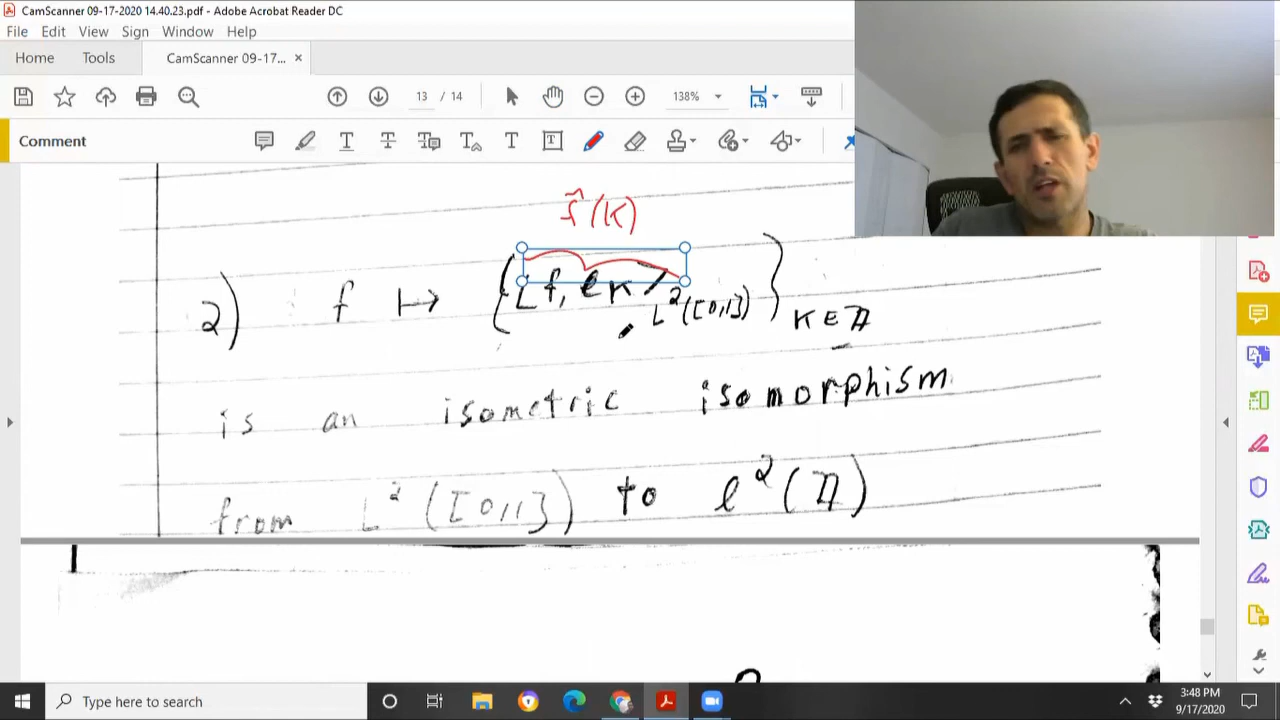 CamScanner 09-17-2020 14.40.23.pdf - Adobe Acrobat Reader DC
File Edit View Sign Window Help
Home Tools CamScanner 09-17... ×
13 / 14 138%
Comment
f̂(K)
2) f ↦ {⟨f, e_K⟩_{L²([0,1])}}_{K∈ℤ}
is an isometric isomorphism
from L²([0,1]) to ℓ²(ℤ)
Type here to search
3:48 PM
9/17/2020